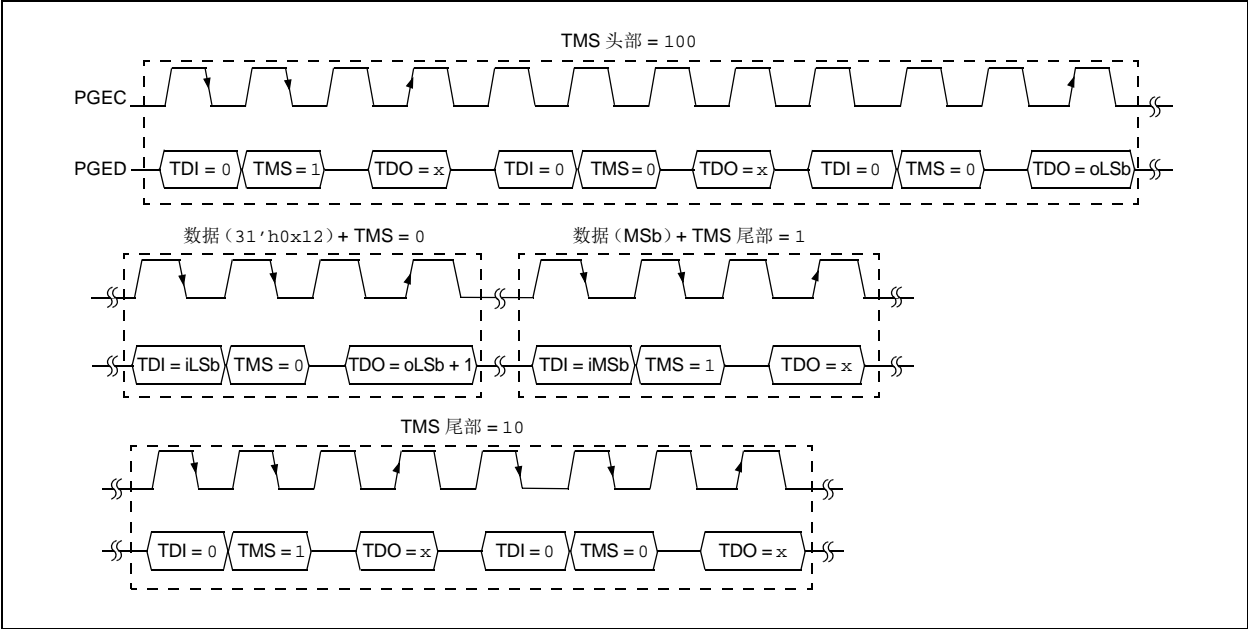 TMS 头部 = 100
PGEC
PGED
TDI = 0 TMS = 1 TDO = x TDI = 0 TMS = 0 TDO = x TDI = 0 TMS = 0 TDO = oLSb
数据（31'h0x12）+ TMS = 0 数据（MSb）+ TMS 尾部 = 1
TDI = iLSb TMS = 0 TDO = oLSb + 1 TDI = iMSb TMS = 1 TDO = x
TMS 尾部 = 10
TDI = 0 TMS = 1 TDO = x TDI = 0 TMS = 0 TDO = x